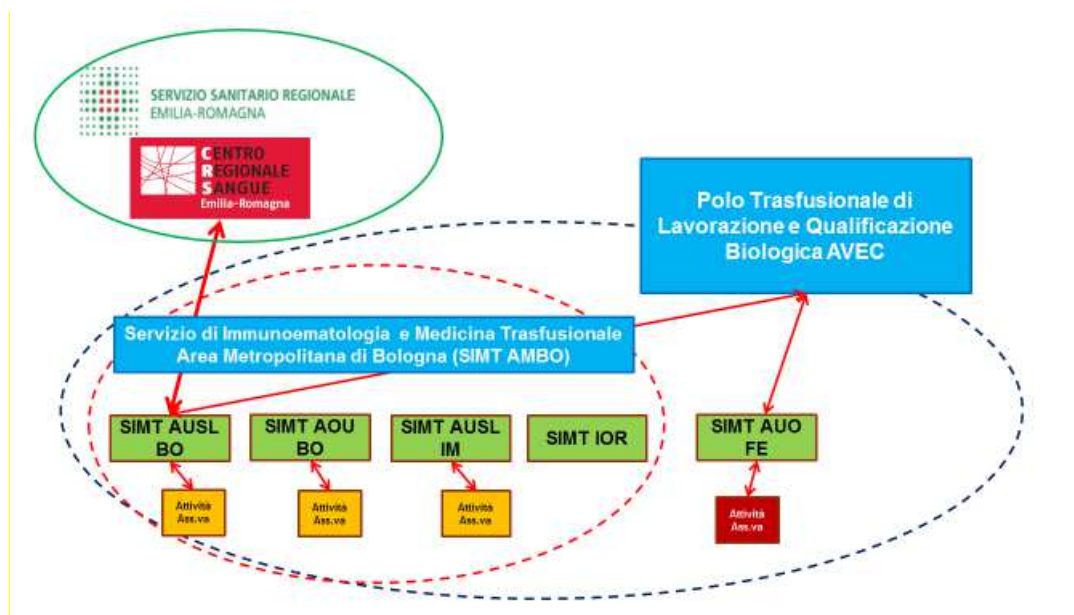 SERVIZIO SANITARIO REGIONALE
EMILIA-ROMAGNA
CENTRO
REGIONALE
SANGUE
Emilia-Romagna
Polo Trasfusionale di
Lavorazione e Qualificazione
Biologica AVEC
Servizio di Immunoematologia e Medicina Trasfusionale
Area Metropolitana di Bologna (SIMT AMBO)
SIMT AUSL
BO
SIMT AOU
BO
SIMT AUSL
IM
SIMT IOR
SIMT AUO
FE
Attività
Ass.va
Attività
Ass.va
Attività
Ass.va
Attività
Ass.va